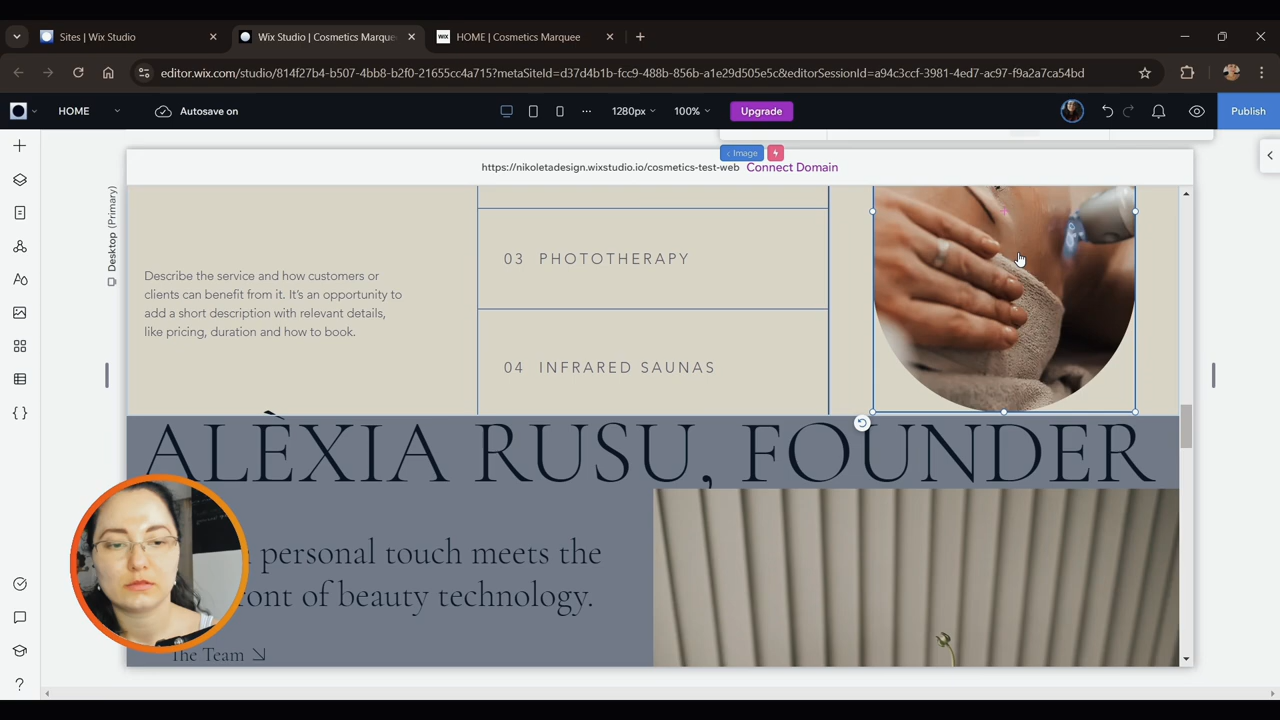 Sites | Wix Studio
Wix Studio | Cosmetics Marque
HOME | Cosmetics Marquee
editor.wix.com/studio/814f27b4-b507-4bb8-b2f0-21655cc4a715?metaSiteId=d37d4b1b-fcc9-488b-856b-a1e29d505e5c&editorSessionId=a94c3ccf-3981-4ed7-ac97-f9a2a7ca54bd
HOME
Autosave on
1280px
100%
Upgrade
Publish
Image
https://nikoletadesign.wixstudio.io/cosmetics-test-web Connect Domain
Desktop (Primary)
03 PHOTOTHERAPY
Describe the service and how customers or
clients can benefit from it. It's an opportunity to
add a short description with relevant details,
like pricing, duration and how to book.
04 INFRARED SAUNAS
ALÈXIA RUSU, FOUNDER
personal touch meets the
ront of beauty technology.
The Team